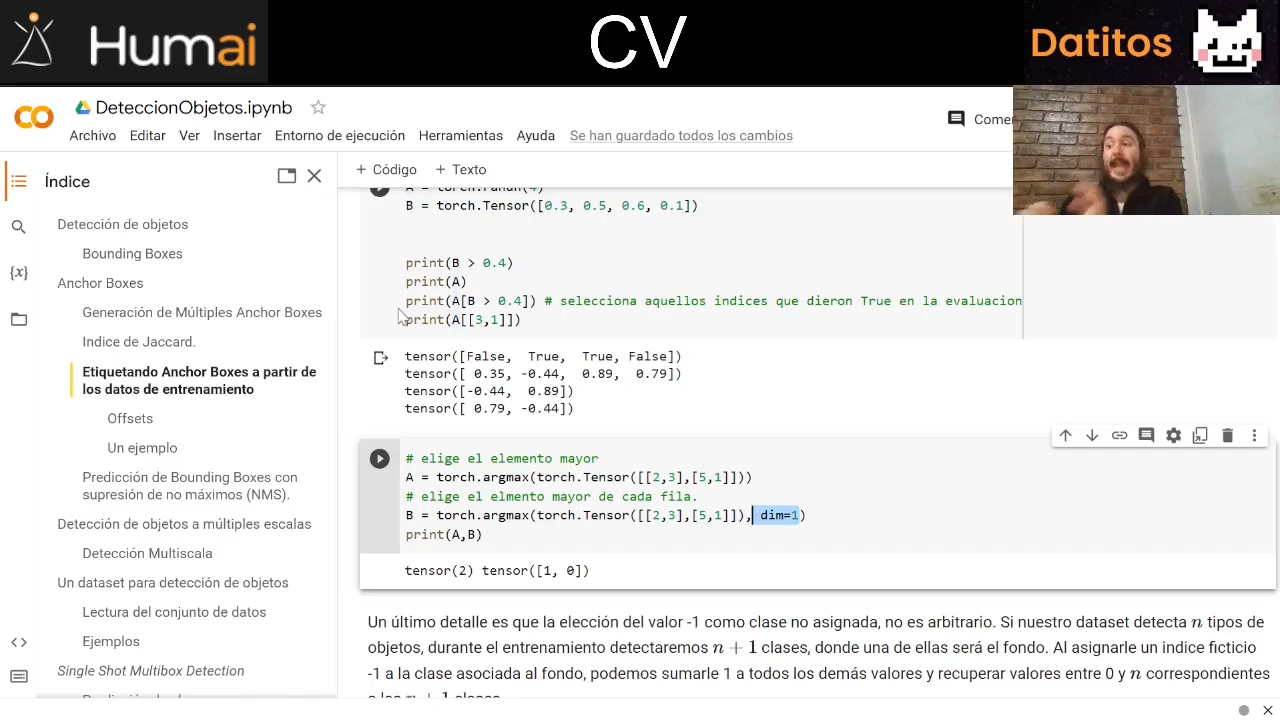 Humai
CV
Datitos
DeteccionObjetos.ipynb
Archivo Editar Ver Insertar Entorno de ejecución Herramientas Ayuda Se han guardado todos los cambios
Comen
Índice
+ Código + Texto
Detección de objetos
Bounding Boxes
Anchor Boxes
Generación de Múltiples Anchor Boxes
Indice de Jaccard.
Etiquetando Anchor Boxes a partir de
los datos de entrenamiento
Offsets
Un ejemplo
Predicción de Bounding Boxes con
supresión de no máximos (NMS).
Detección de objetos a múltiples escalas
Detección Multiscala
Un dataset para detección de objetos
Lectura del conjunto de datos
Ejemplos
Single Shot Multibox Detection
A = torch.randn(4)
B = torch.Tensor([0.3, 0.5, 0.6, 0.1])
print(B > 0.4)
print(A)
print(A[B > 0.4]) # selecciona aquellos indices que dieron True en la evaluacion
print(A[[3,1]])
tensor([False, True, True, False])
tensor([ 0.35, -0.44, 0.89, 0.79])
tensor([-0.44, 0.89])
tensor([ 0.79, -0.44])
# elige el elemento mayor
A = torch.argmax(torch.Tensor([[2,3],[5,1]]))
# elige el elmento mayor de cada fila.
B = torch.argmax(torch.Tensor([[2,3],[5,1]]), dim=1)
print(A,B)
tensor(2) tensor([1, 0])
Un último detalle es que la elección del valor -1 como clase no asignada, no es arbitrario. Si nuestro dataset detecta n tipos de
objetos, durante el entrenamiento detectaremos n + 1 clases, donde una de ellas será el fondo. Al asignarle un indice ficticio
-1 a la clase asociada al fondo, podemos sumarle 1 a todos los demás valores y recuperar valores entre 0 y n correspondientes